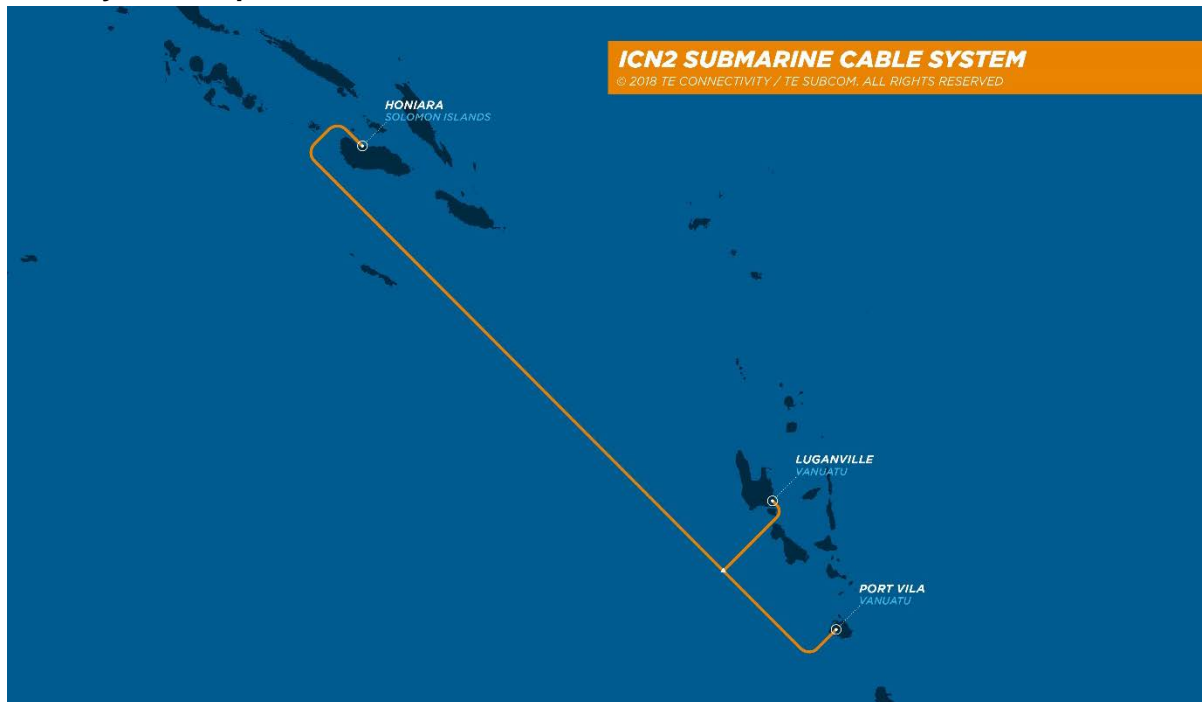 ICN2 SUBMARINE CABLE SYSTEM
© 2018 TE CONNECTIVITY / TE SUBCOM. ALL RIGHTS RESERVED
HONIARA
SOLOMON ISLANDS
LUGANVILLE
VANUATU
PORT VILA
VANUATU